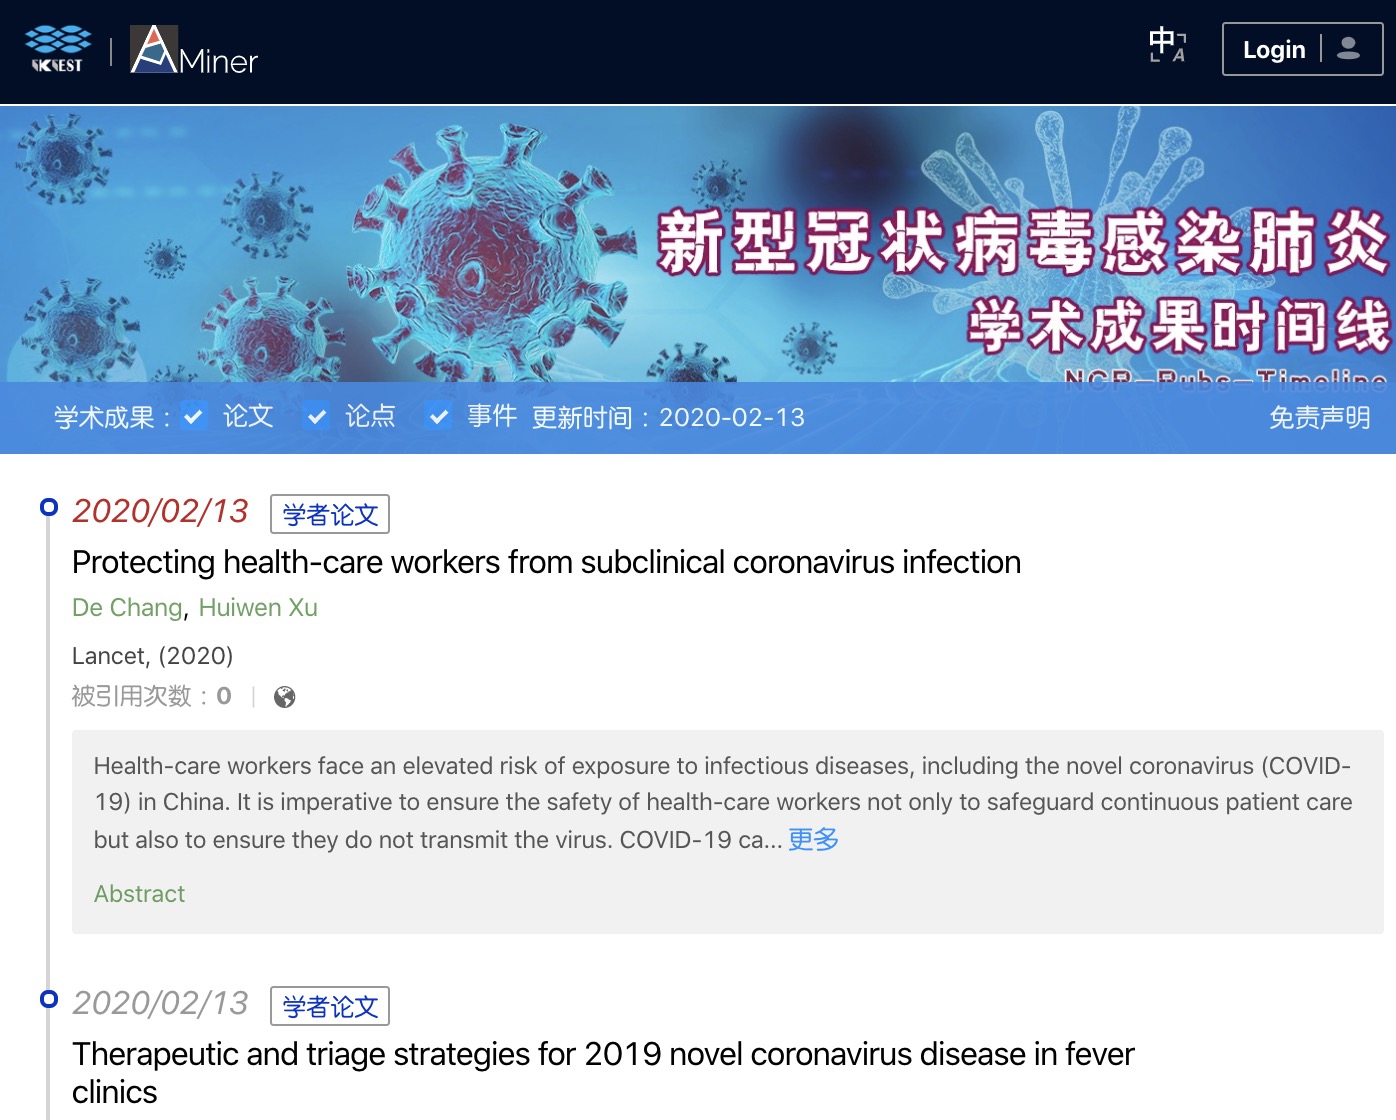 IKCEST
AMiner
中
A
Login
新型冠状病毒感染肺炎
学术成果时间线
NCP-Pubs-Timeline
学术成果： 论文 论点 事件 更新时间：2020-02-13 免责声明
2020/02/13 学者论文
Protecting health-care workers from subclinical coronavirus infection
De Chang, Huiwen Xu
Lancet, (2020)
被引用次数：0
Health-care workers face an elevated risk of exposure to infectious diseases, including the novel coronavirus (COVID-
19) in China. It is imperative to ensure the safety of health-care workers not only to safeguard continuous patient care
but also to ensure they do not transmit the virus. COVID-19 ca... 更多
Abstract
2020/02/13 学者论文
Therapeutic and triage strategies for 2019 novel coronavirus disease in fever
clinics